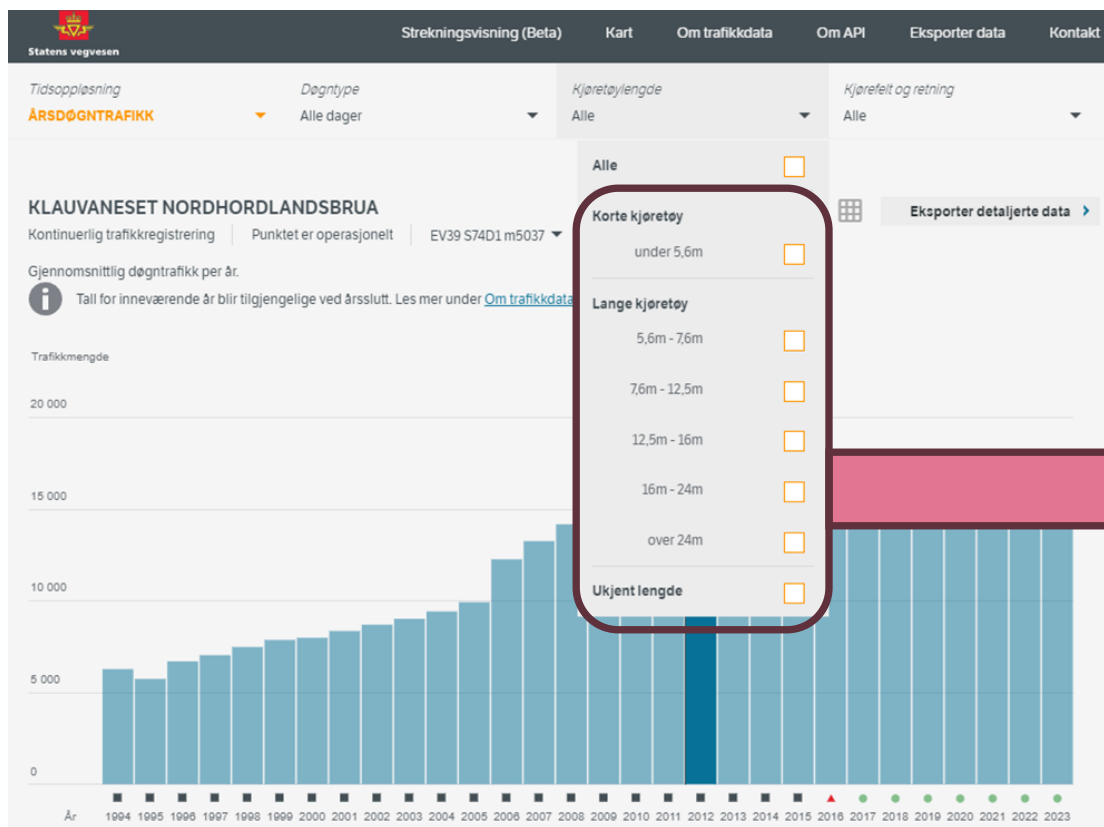 Statens vegvesen
Strekningsvisning (Beta) Kart Om trafikkdata Om API Eksporter data Kontakt
Tidsoppløsning Døgntype Kjøretøylengde Kjørefelt og retning
ÅRSDØGNTRAFIKK Alle dager Alle Alle
Alle
KLAUVANESET NORDHORDLANDSBRUA
Korte kjøretøy
Eksporter detaljerte data
Kontinuerlig trafikkregistrering Punktet er operasjonelt EV39 S74D1 m5037
under 5,6m
Gjennomsnittlig døgntrafikk per år.
Tall for inneværende år blir tilgjengelige ved årsslutt. Les mer under Om trafikkdata
Lange kjøretøy
5,6m - 7,6m
Trafikkmengde
7,6m - 12,5m
20 000
12,5m - 16m
16m - 24m
15 000
over 24m
10 000
Ukjent lengde
5 000
0
År 1994 1995 1996 1997 1998 1999 2000 2001 2002 2003 2004 2005 2006 2007 2008 2009 2010 2011 2012 2013 2014 2015 2016 2017 2018 2019 2020 2021 2022 2023